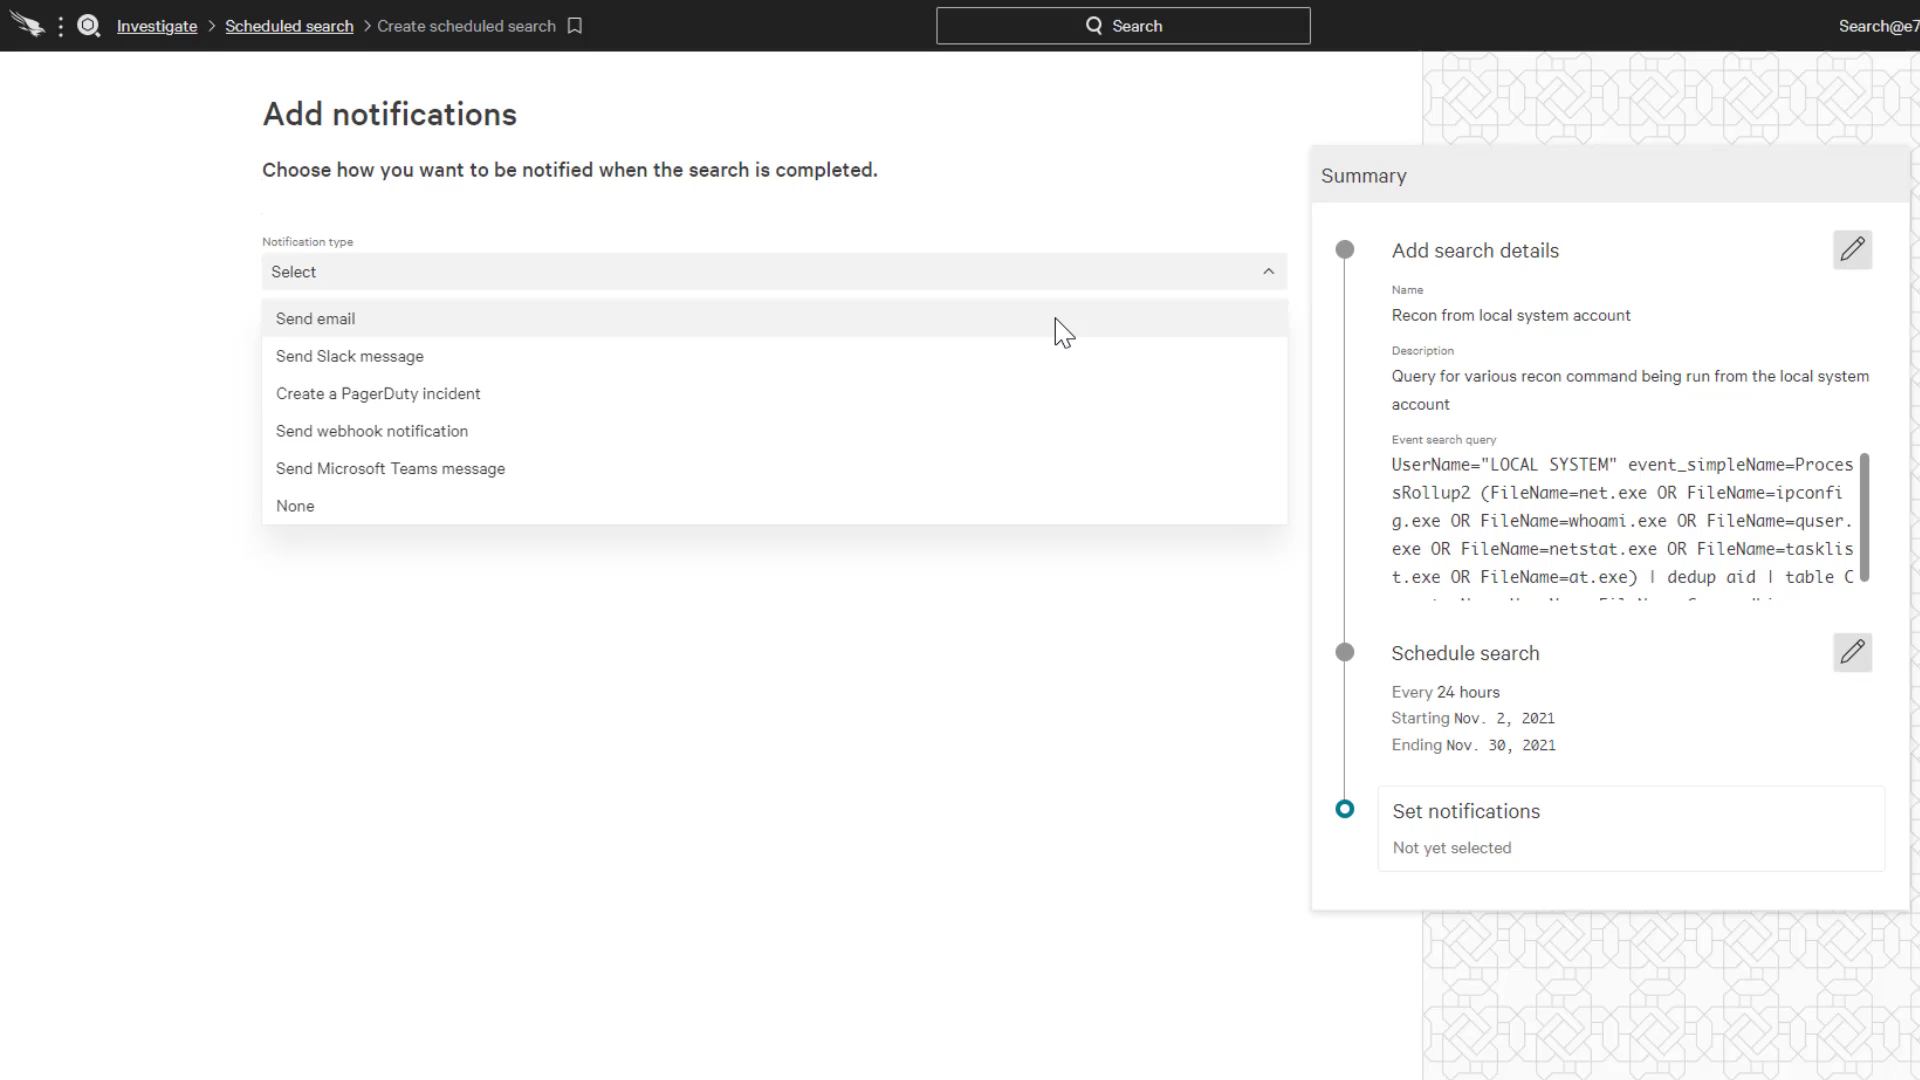 Investigate > Scheduled search > Create scheduled search
Search
Search@e7
Add notifications
Choose how you want to be notified when the search is completed.
Notification type
Select
Send email
Send Slack message
Create a PagerDuty incident
Send webhook notification
Send Microsoft Teams message
None
Summary
Add search details
Name
Recon from local system account
Description
Query for various recon command being run from the local system
account
Event search query
UserName="LOCAL SYSTEM" event_simpleName=Proces
sRollup2 (FileName=net.exe OR FileName=ipconfi
g.exe OR FileName=whoami.exe OR FileName=quser.
exe OR FileName=netstat.exe OR FileName=tasklis
t.exe OR FileName=at.exe) | dedup aid | table C
Schedule search
Every 24 hours
Starting Nov. 2, 2021
Ending Nov. 30, 2021
Set notifications
Not yet selected